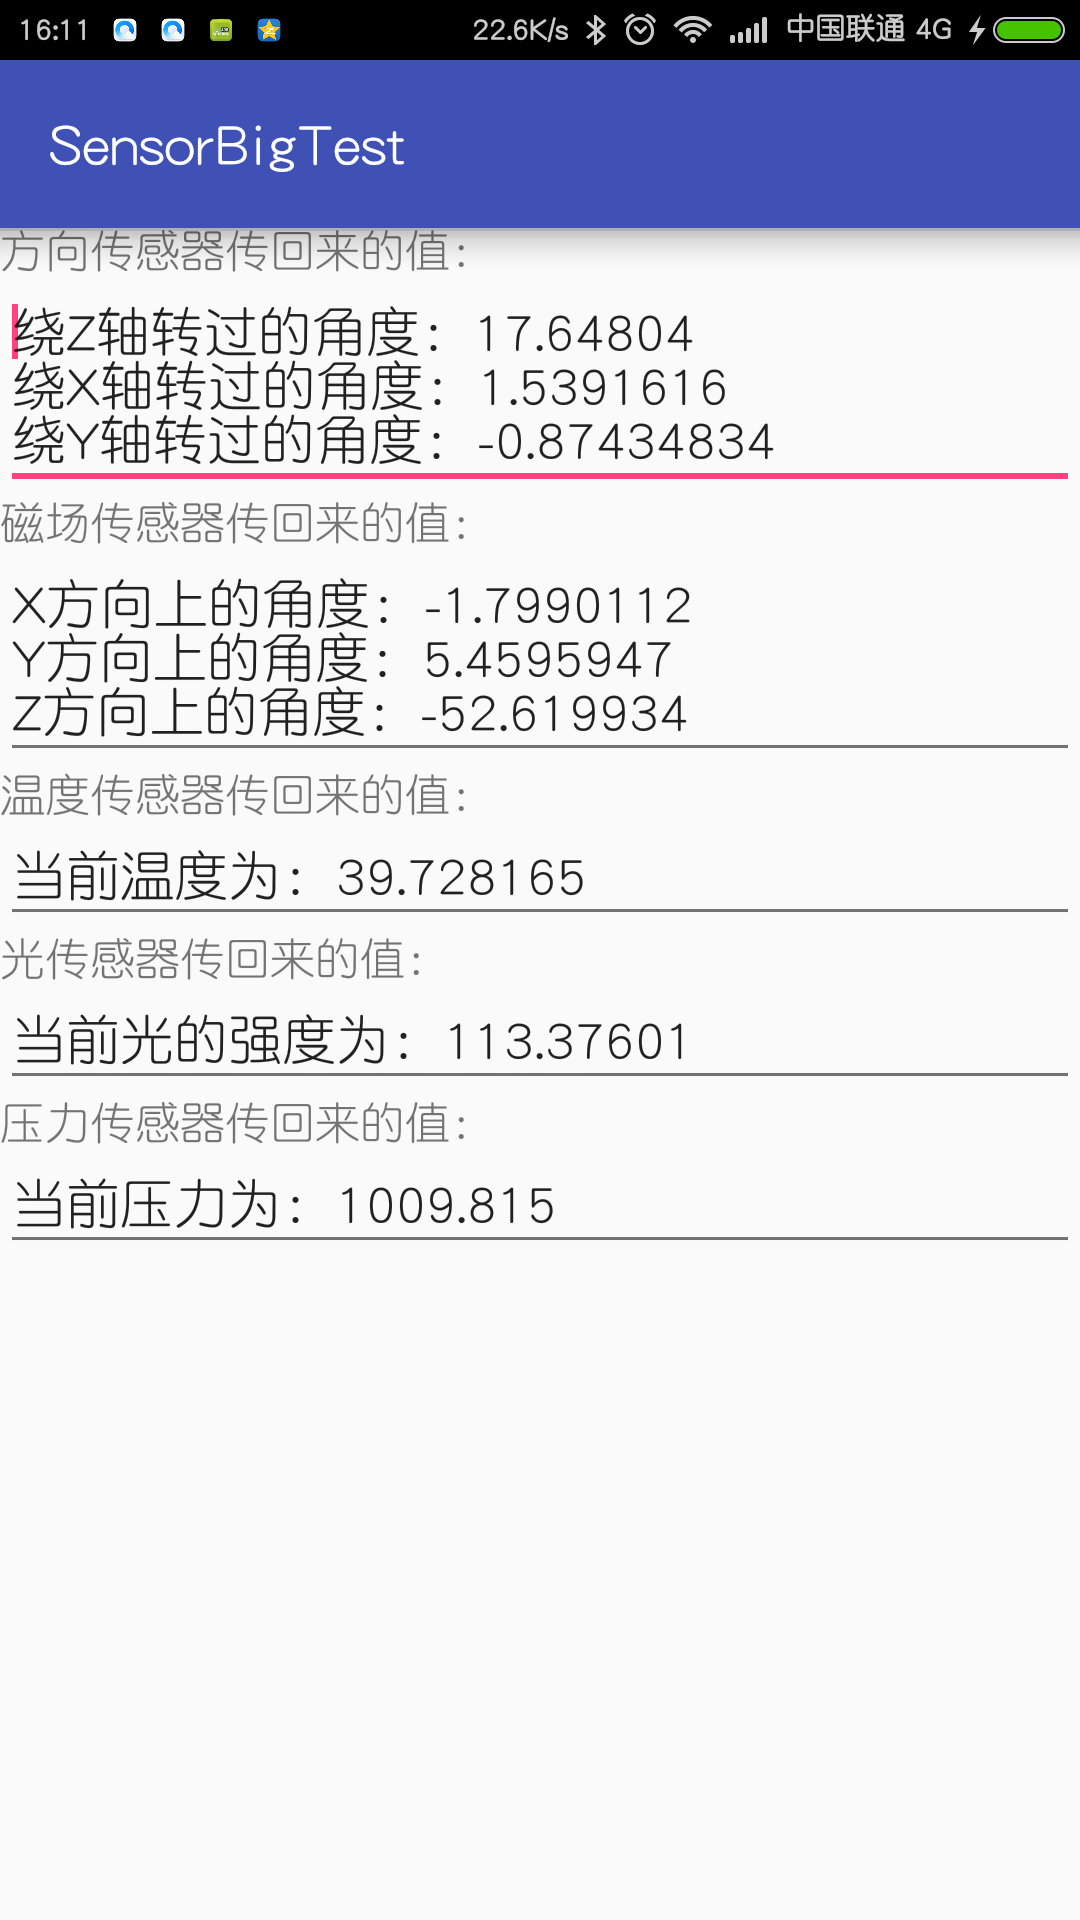 16:11 22.6K/s 中国联通 4G
SensorBigTest
方向传感器传回来的值:
绕Z轴转过的角度: 17.64804
绕X轴转过的角度: 1.5391616
绕Y轴转过的角度: -0.87434834
磁场传感器传回来的值:
X方向上的角度: -1.7990112
Y方向上的角度: 5.4595947
Z方向上的角度: -52.619934
温度传感器传回来的值:
当前温度为: 39.728165
光传感器传回来的值:
当前光的强度为: 113.37601
压力传感器传回来的值:
当前压力为: 1009.815